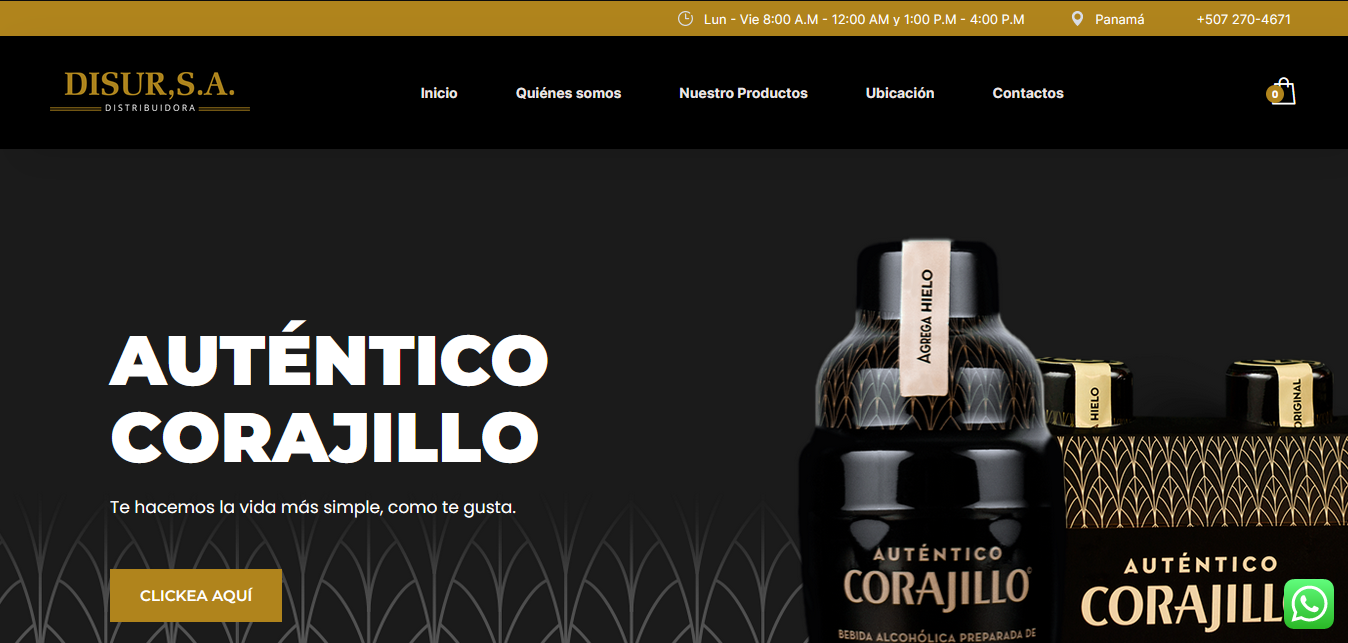 Lun - Vie 8:00 A.M - 12:00 AM y 1:00 P.M - 4:00 P.M
Panamá
+507 270-4671
DISUR,S.A.
DISTRIBUIDORA
Inicio
Quiénes somos
Nuestro Productos
Ubicación
Contactos
0
AUTÉNTICO
CORAJILLO
Te hacemos la vida más simple, como te gusta.
CLICKEA AQUÍ
AGREGA HIELO
AUTÉNTICO
CORAJILLO
BEBIDA ALCOHÓLICA PREPARADA DE
HIELO
ORIGINAL
AUTÉNTICO
CORAJILL